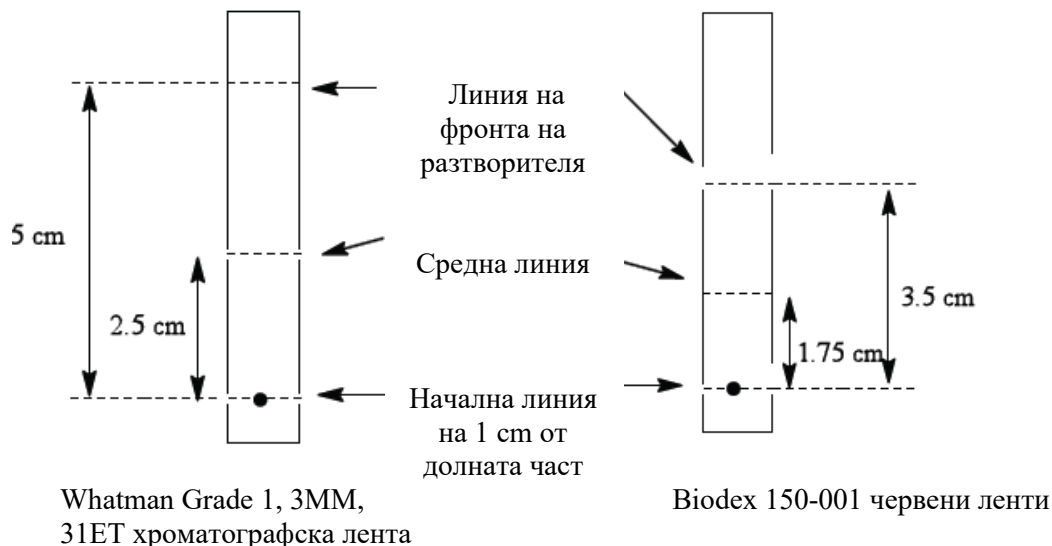 Линия на
фронта на
разтворителя
5 cm
Средна линия
2.5 cm
3.5 cm
1.75 cm
Начална линия
на 1 cm от
долната част
Whatman Grade 1, 3MM,
31ET хроматографска лента
Biodex 150-001 червени ленти